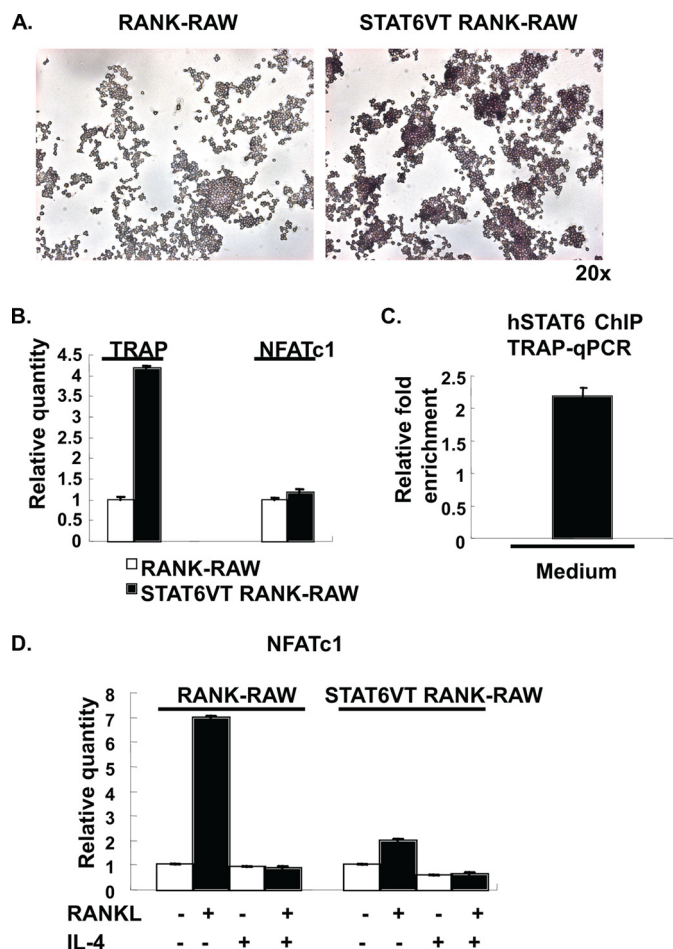 A. RANK-RAW STAT6VT RANK-RAW
20x
B.
Relative quantity
TRAP NFATc1
4.5
4
3.5
3
2.5
2
1.5
1
0.5
0
RANK-RAW
STAT6VT RANK-RAW
C.
hSTAT6 ChIP
TRAP-qPCR
Relative fold
enrichment
2.5
2
1.5
1
0.5
0
Medium
D. NFATc1
Relative quantity
RANK-RAW STAT6VT RANK-RAW
8
7
6
5
4
3
2
1
0
RANKL - + - + - + - +
IL-4 - - + + - - + +